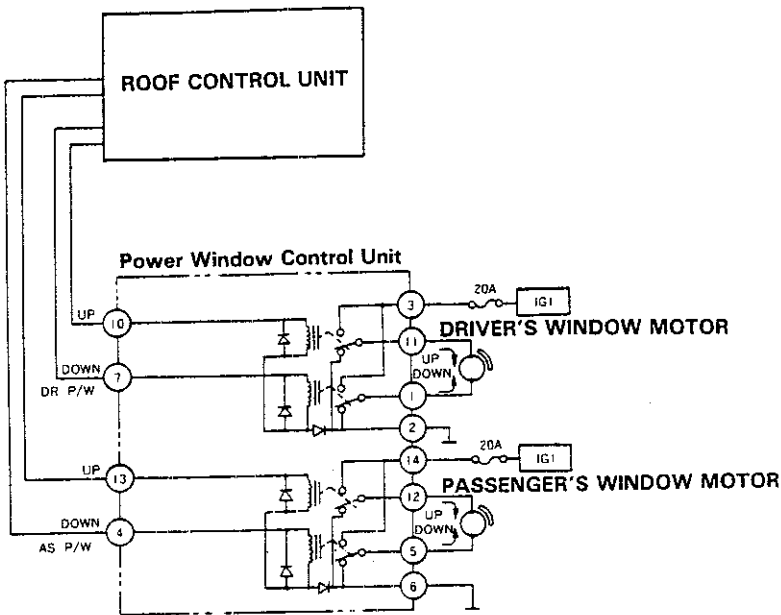 ROOF CONTROL UNIT
Power Window Control Unit
UP
10
DOWN
7
DR P/W
UP
13
DOWN
4
AS P/W
3
20A
IG1
DRIVER'S WINDOW MOTOR
11
UP
DOWN
1
2
14
20A
IG1
PASSENGER'S WINDOW MOTOR
12
UP
DOWN
5
6